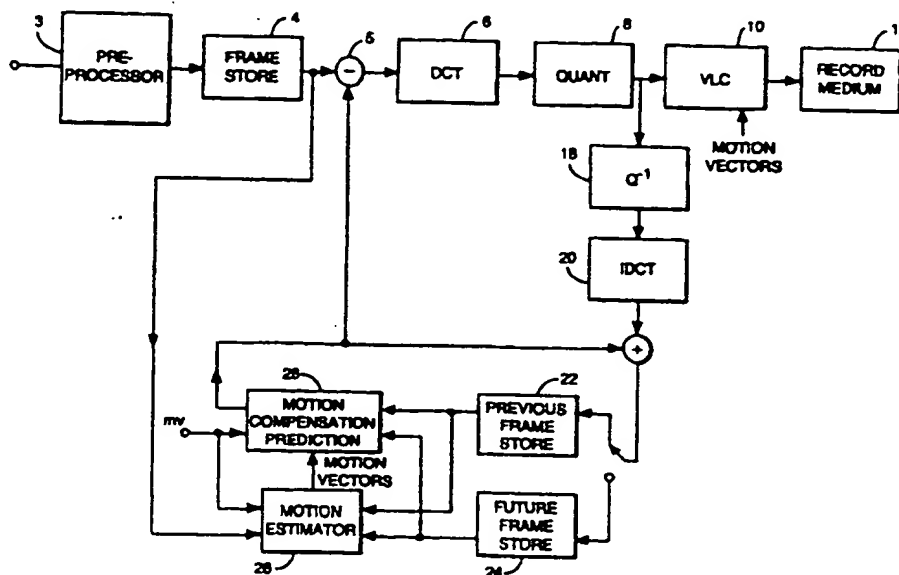 3
4
5
6
8
10
PRE-
PROCESSOR
FRAME
STORE
−
DCT
QUANT
VLC
RECORD
MEDIUM
MOTION
VECTORS
18
Q⁻¹
20
IDCT
+
mv
MOTION
COMPENSATION
PREDICTION
22
PREVIOUS
FRAME
STORE
MOTION
VECTORS
MOTION
ESTIMATOR
26
FUTURE
FRAME
STORE
24